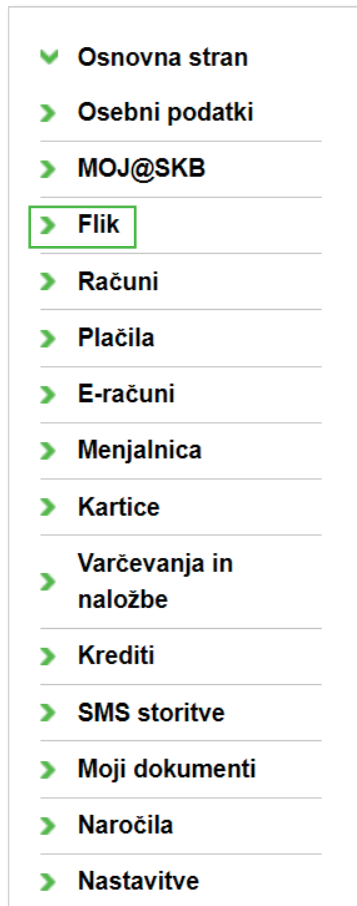 Osnovna stran
Osebni podatki
MOJ@SKB
Flik
Računi
Plačila
E-računi
Menjalnica
Kartice
Varčevanja in
naložbe
Krediti
SMS storitve
Moji dokumenti
Naročila
Nastavitve